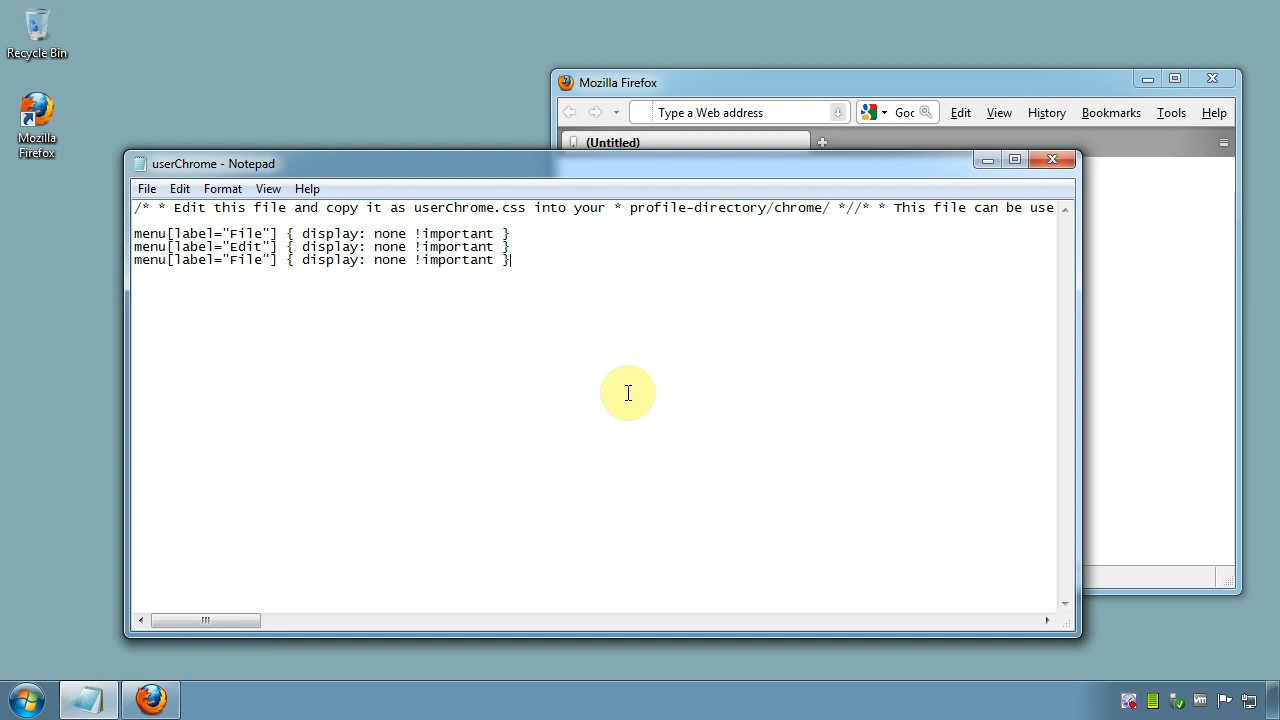 Recycle Bin
Mozilla
Firefox
Mozilla Firefox
Type a Web address
Goc
Edit
View
History
Bookmarks
Tools
Help
(Untitled)
userChrome - Notepad
File
Edit
Format
View
Help
/* * Edit this file and copy it as userChrome.css into your * profile-directory/chrome/ *//* * This file can be use
menu[label="File"] { display: none !important }
menu[label="Edit"] { display: none !important }
menu[label="File"] { display: none !important }